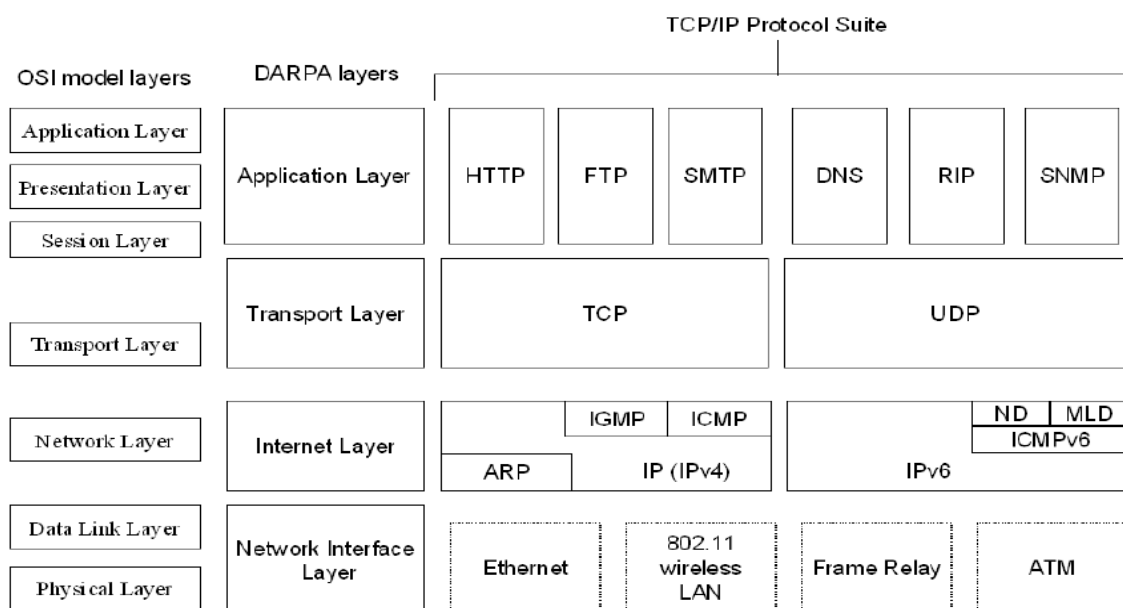 TCP/IP Protocol Suite
OSI model layers
DARPA layers
Application Layer
Presentation Layer
Session Layer
Application Layer
HTTP
FTP
SMTP
DNS
RIP
SNMP
Transport Layer
Transport Layer
TCP
UDP
Network Layer
Internet Layer
IGMP
ICMP
ARP
IP (IPv4)
ND
MLD
ICMPv6
IPv6
Data Link Layer
Physical Layer
Network Interface
Layer
Ethernet
802.11
wireless
LAN
Frame Relay
ATM